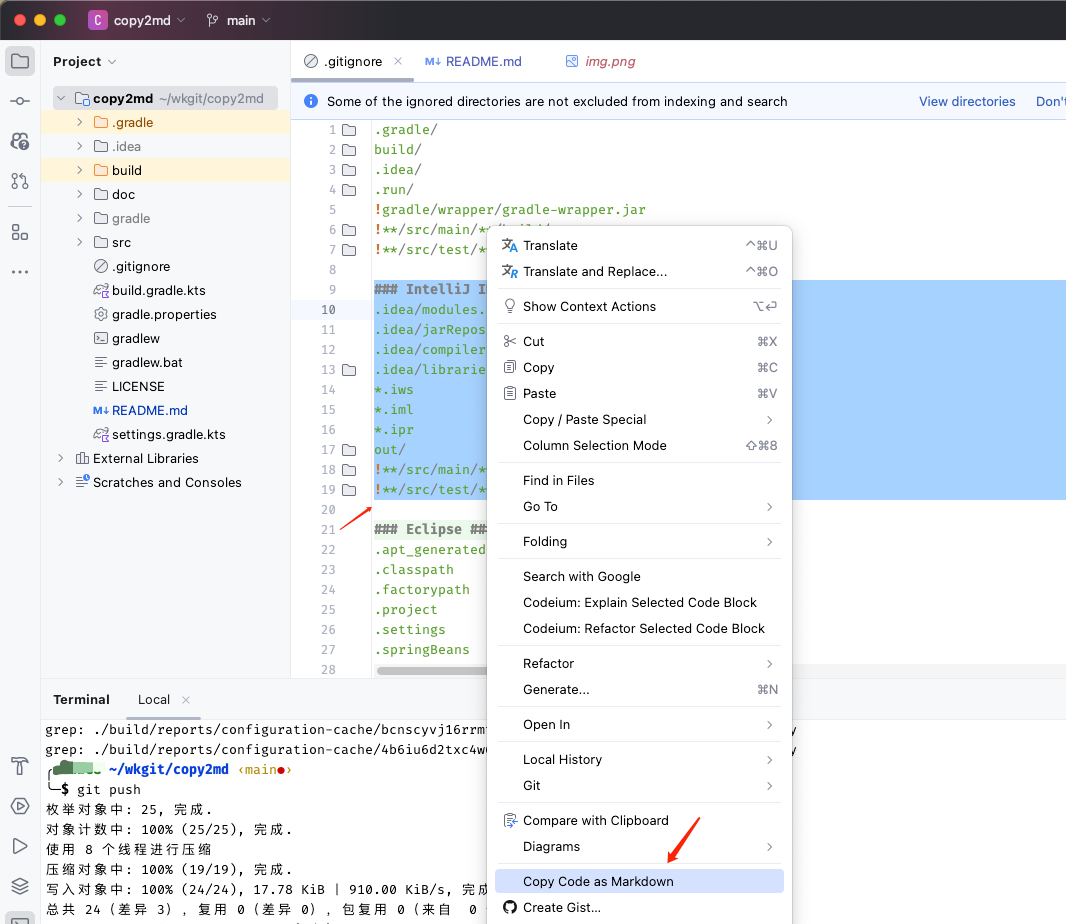 C copy2md main
Project
copy2md ~/wkgit/copy2md
.gradle
.idea
build
doc
gradle
src
.gitignore
build.gradle.kts
gradle.properties
gradlew
gradlew.bat
LICENSE
README.md
settings.gradle.kts
External Libraries
Scratches and Consoles
.gitignore README.md img.png
Some of the ignored directories are not excluded from indexing and search View directories Don't
1 .gradle/
2 build/
3 .idea/
4 .run/
5 !gradle/wrapper/gradle-wrapper.jar
6 !**/src/main/**
7 !**/src/test/*
8
9 ### IntelliJ I
10 .idea/modules.
11 .idea/jarRepos
12 .idea/compiler
13 .idea/librarie
14 *.iws
15 *.iml
16 *.ipr
17 out/
18 !**/src/main/*
19 !**/src/test/*
20
21 ### Eclipse ##
22 .apt_generated
23 .classpath
24 .factorypath
25 .project
26 .settings
27 .springBeans
28
Translate ^⌘U
Translate and Replace... ^⌘O
Show Context Actions ⌥⏎
Cut ⌘X
Copy ⌘C
Paste ⌘V
Copy / Paste Special
Column Selection Mode ⇧⌘8
Find in Files
Go To
Folding
Search with Google
Codeium: Explain Selected Code Block
Codeium: Refactor Selected Code Block
Refactor
Generate... ⌘N
Open In
Local History
Git
Compare with Clipboard
Diagrams
Copy Code as Markdown
Create Gist...
Terminal Local
grep: ./build/reports/configuration-cache/bcnscyvj16rrm
grep: ./build/reports/configuration-cache/4b6iu6d2txc4w
~/wkgit/copy2md ‹main●›
╰─$ git push
枚举对象中: 25, 完成.
对象计数中: 100% (25/25), 完成.
使用 8 个线程进行压缩
压缩对象中: 100% (19/19), 完成.
写入对象中: 100% (24/24), 17.78 KiB | 910.00 KiB/s, 完成
总共 24（差异 3），复用 0（差异 0），包复用 0（来自 0